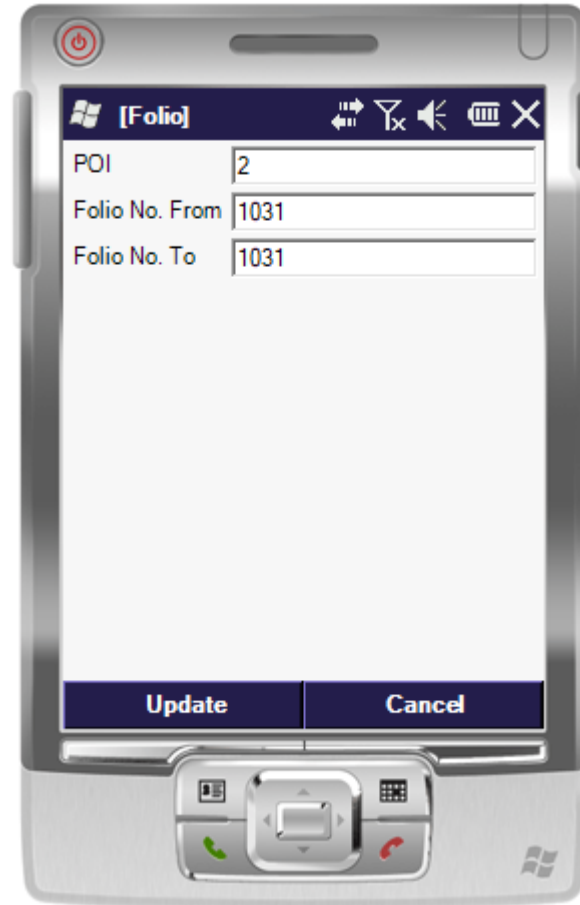 [Folio]
POI 2
Folio No. From 1031
Folio No. To 1031
Update Cancel